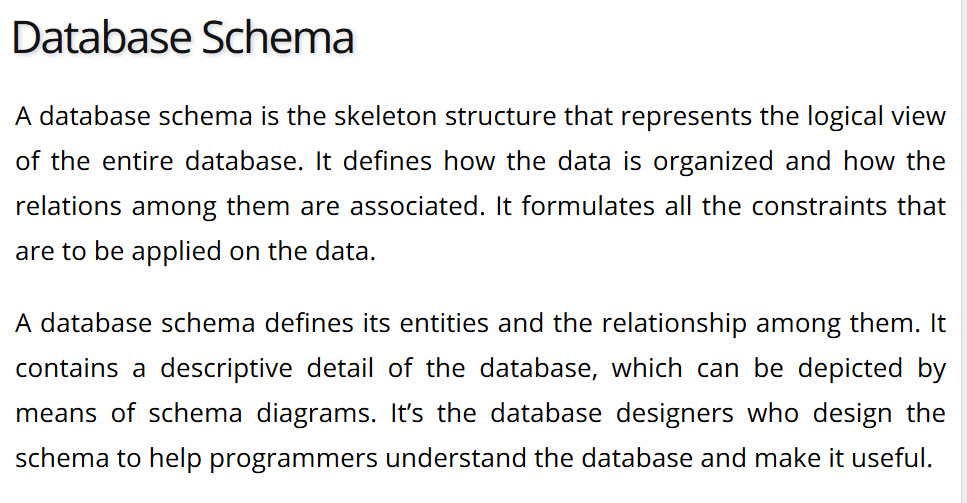 Database Schema
A database schema is the skeleton structure that represents the logical view
of the entire database. It defines how the data is organized and how the
relations among them are associated. It formulates all the constraints that
are to be applied on the data.
A database schema defines its entities and the relationship among them. It
contains a descriptive detail of the database, which can be depicted by
means of schema diagrams. It’s the database designers who design the
schema to help programmers understand the database and make it useful.